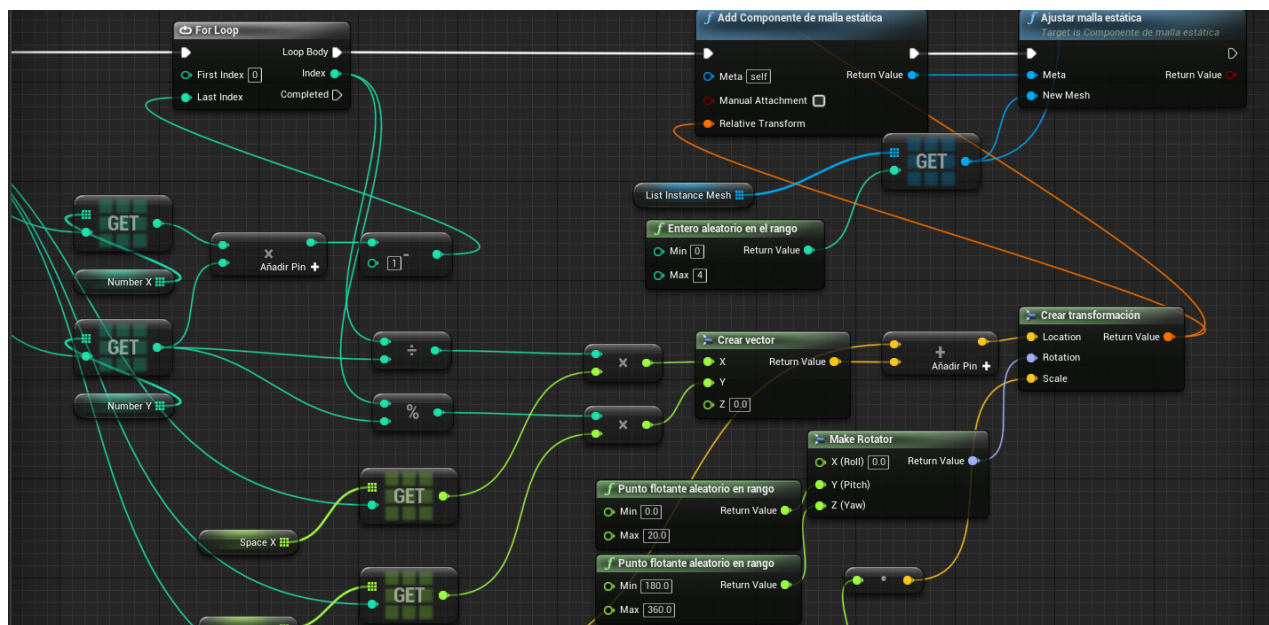 For Loop
Loop Body
First Index 0
Index
Last Index
Completed
f Add Componente de malla estática
Meta self
Return Value
Manual Attachment
Relative Transform
f Ajustar malla estática
Target is Componente de malla estática
Meta
Return Value
New Mesh
GET
List Instance Mesh
f Entero aleatorio en el rango
Min 0
Return Value
Max 4
GET
Number X
×
Añadir Pin +
1 -
GET
Number Y
÷
%
×
×
Crear vector
X
Return Value
Y
Z 0.0
+
Añadir Pin +
Crear transformación
Location
Return Value
Rotation
Scale
Make Rotator
X (Roll) 0.0
Return Value
Y (Pitch)
Z (Yaw)
GET
Space X
f Punto flotante aleatorio en rango
Min 0.0
Return Value
Max 20.0
GET
f Punto flotante aleatorio en rango
Min 180.0
Return Value
Max 360.0